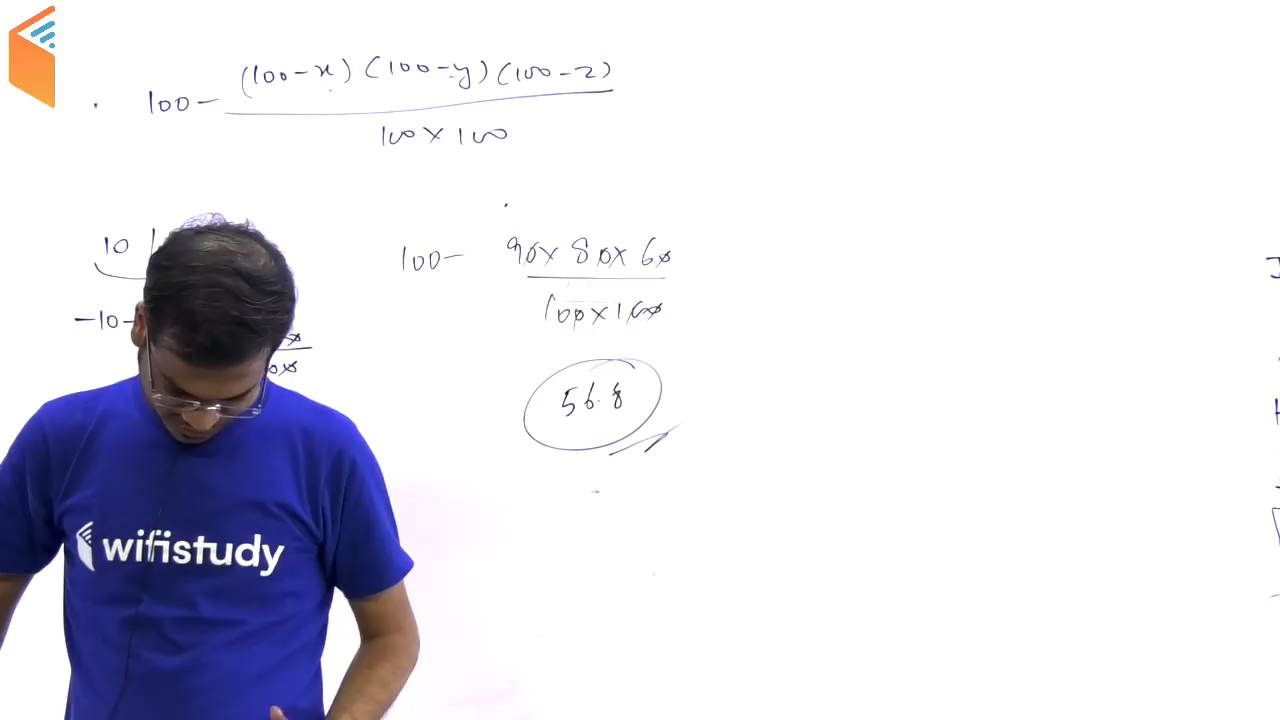 100 - (100-x) (100-y) (100-z)
100 × 100
10
100 - 90 × 80 × 60
100 × 100
-10 -
56.8
wifistudy